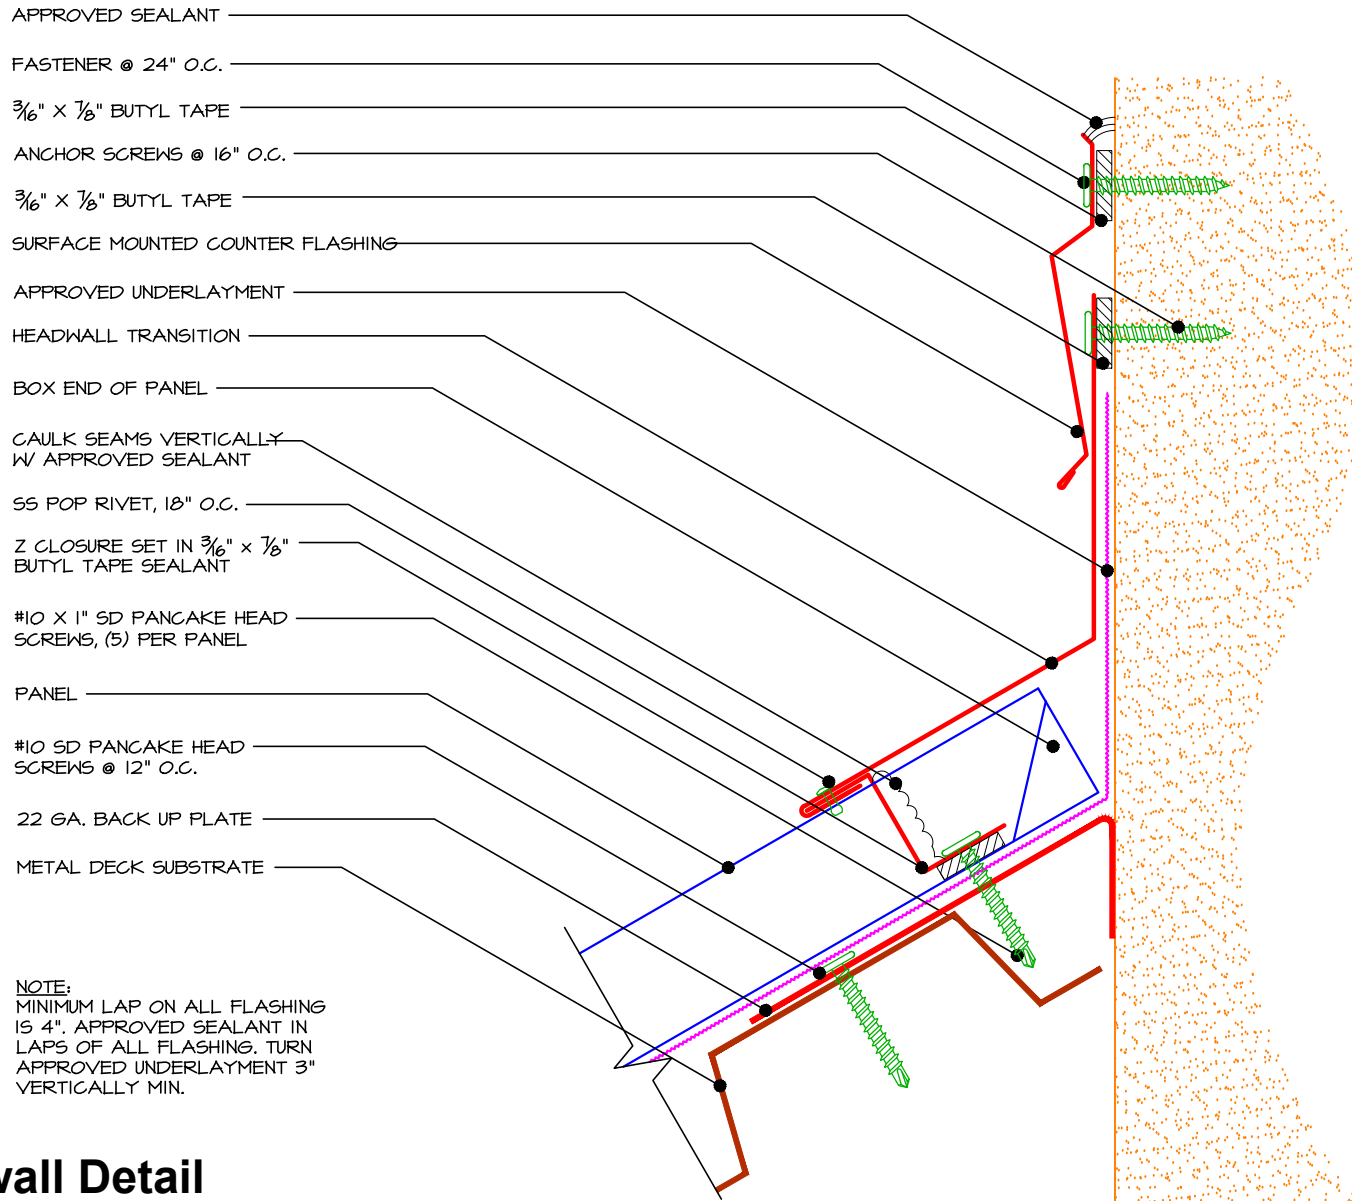 APPROVED SEALANT
FASTENER @ 24" O.C.
3/16" X 7/8" BUTYL TAPE
ANCHOR SCREWS @ 16" O.C.
3/16" X 7/8" BUTYL TAPE
SURFACE MOUNTED COUNTER FLASHING
APPROVED UNDERLAYMENT
HEADWALL TRANSITION
BOX END OF PANEL
CAULK SEAMS VERTICALLY
W/ APPROVED SEALANT
SS POP RIVET, 18" O.C.
Z CLOSURE SET IN 3/16" x 7/8"
BUTYL TAPE SEALANT
#10 X 1" SD PANCAKE HEAD
SCREWS, (5) PER PANEL
PANEL
#10 SD PANCAKE HEAD
SCREWS @ 12" O.C.
22 GA. BACK UP PLATE
METAL DECK SUBSTRATE
NOTE:
MINIMUM LAP ON ALL FLASHING
IS 4". APPROVED SEALANT IN
LAPS OF ALL FLASHING. TURN
APPROVED UNDERLAYMENT 3"
VERTICALLY MIN.
wall Detail